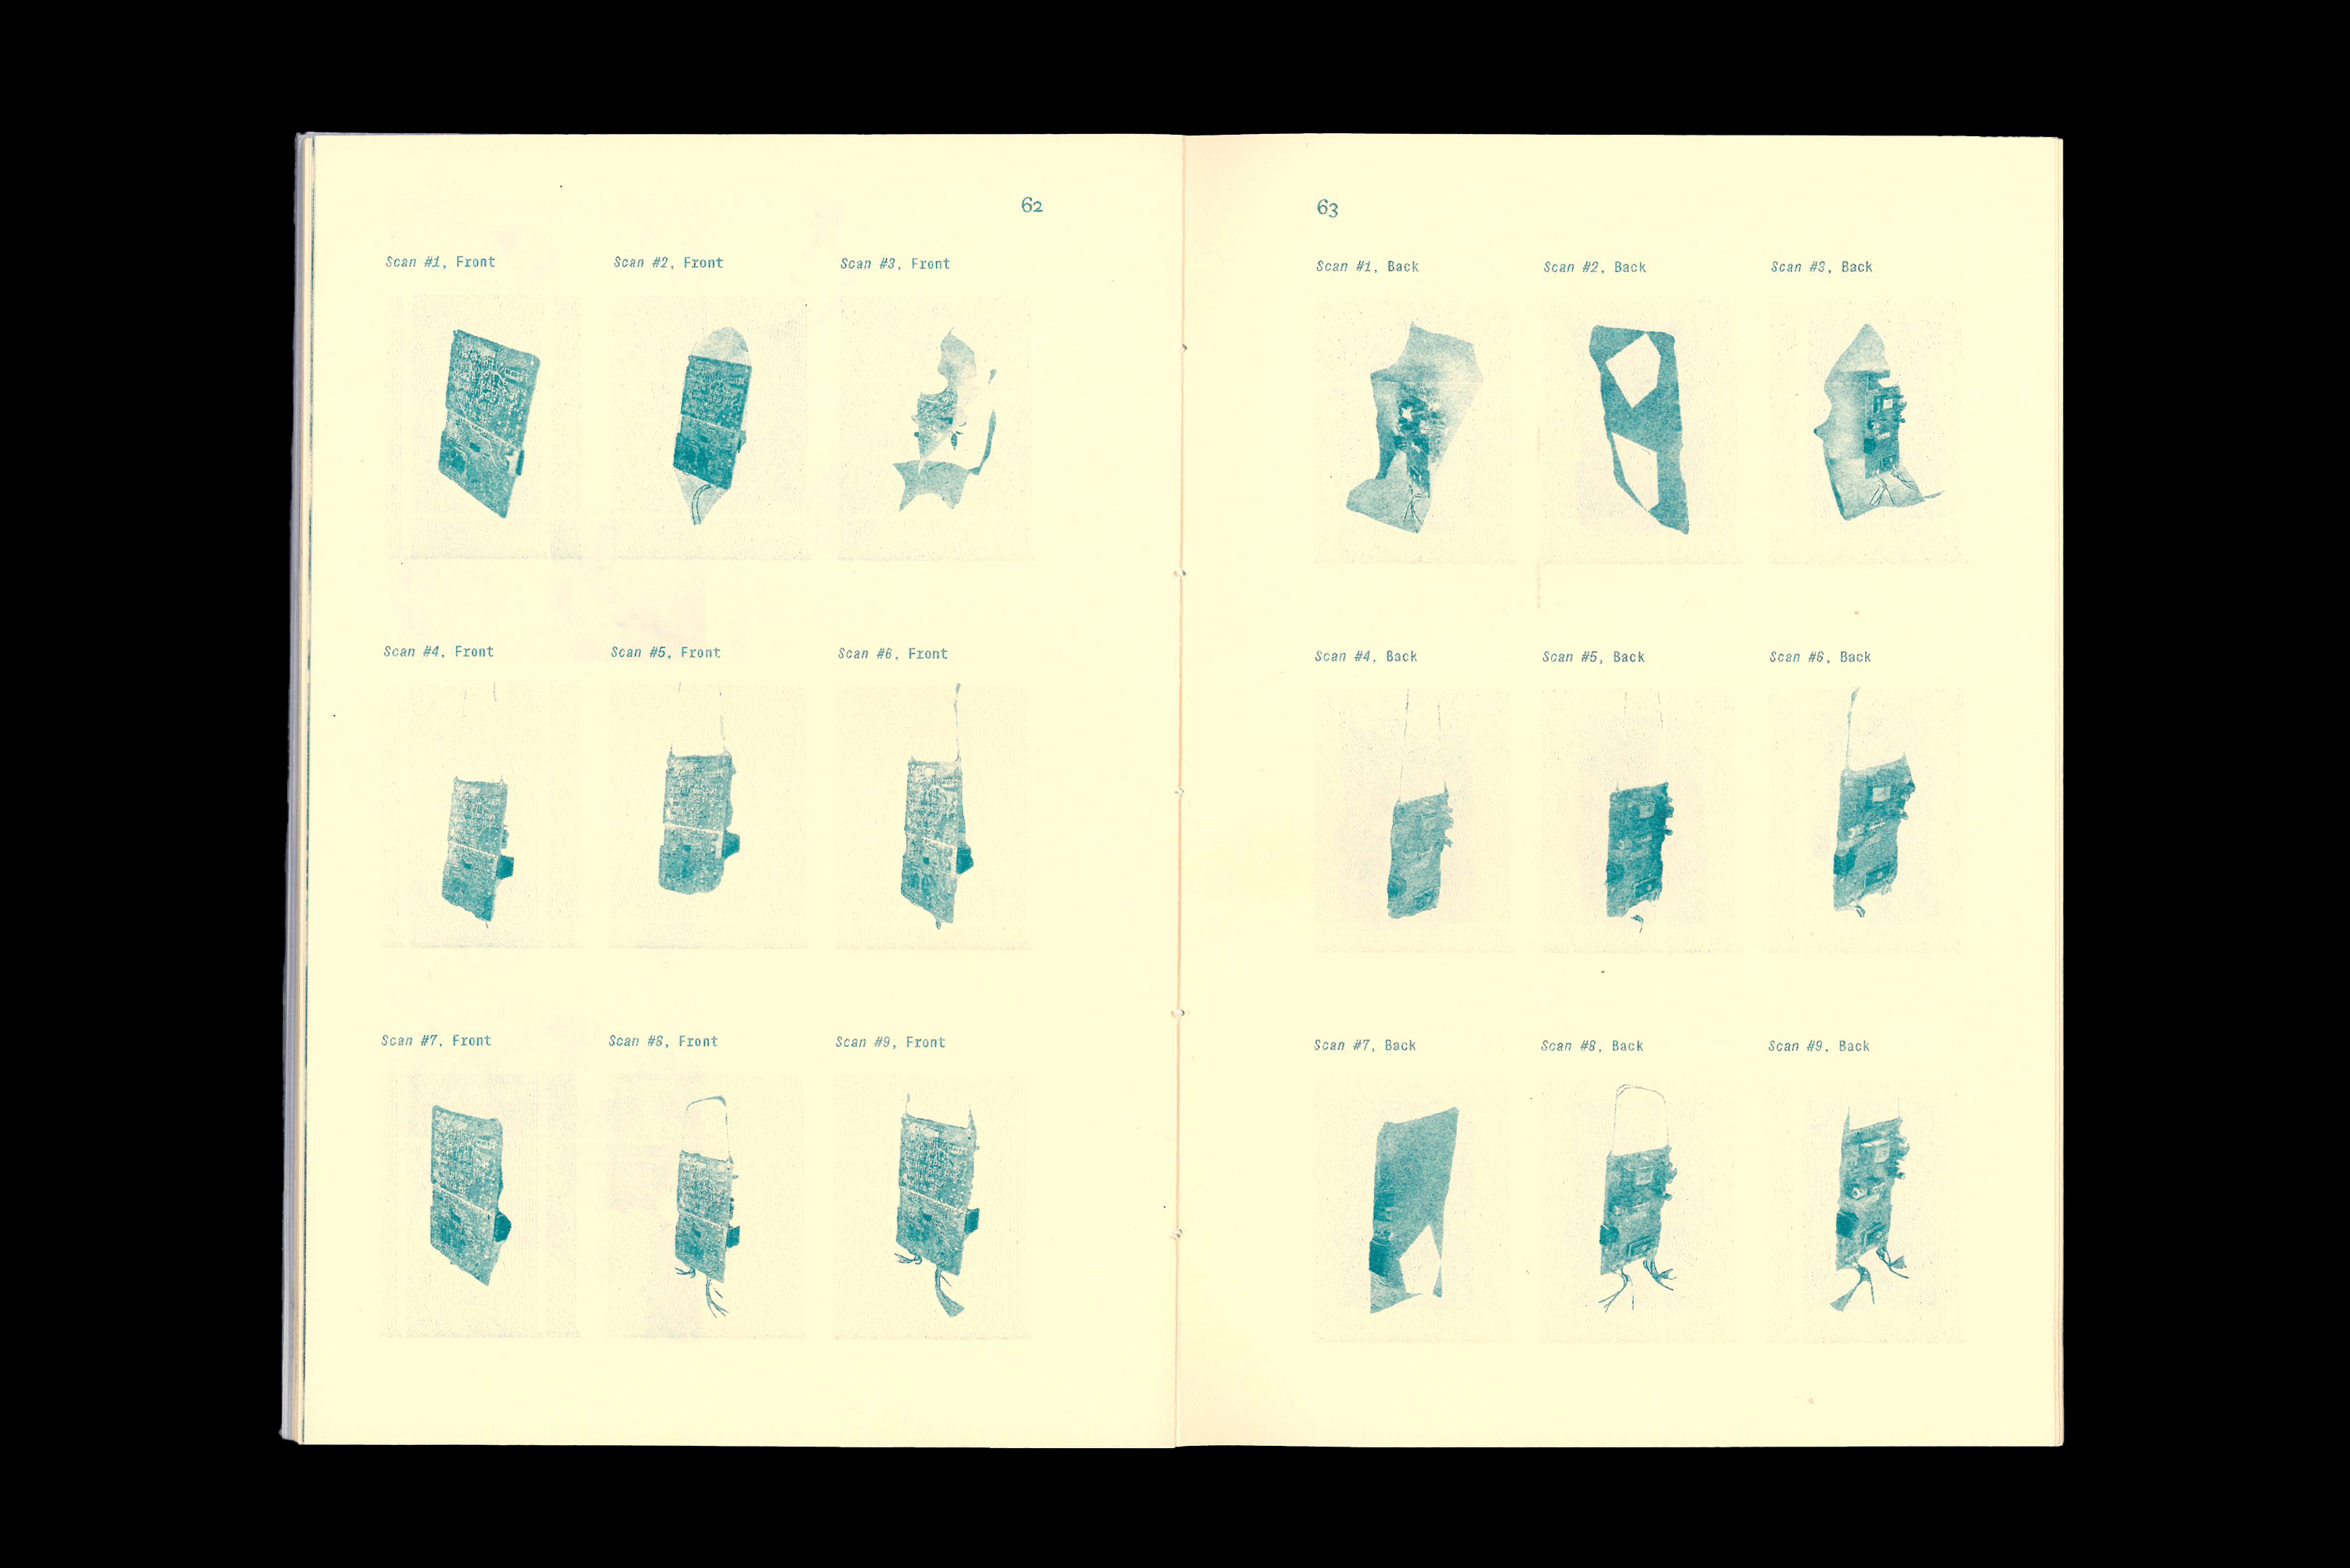 62
Scan #1, Front
Scan #2, Front
Scan #3, Front
Scan #4, Front
Scan #5, Front
Scan #6, Front
Scan #7, Front
Scan #8, Front
Scan #9, Front
63
Scan #1, Back
Scan #2, Back
Scan #3, Back
Scan #4, Back
Scan #5, Back
Scan #6, Back
Scan #7, Back
Scan #8, Back
Scan #9, Back